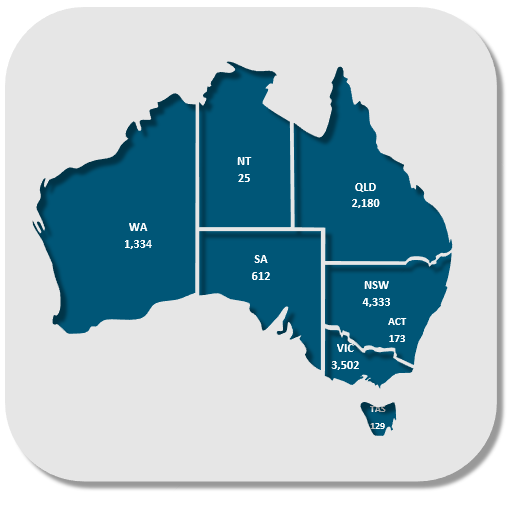 NT
25
QLD
2,180
WA
1,334
SA
612
NSW
4,333
ACT
173
VIC
3,502
TAS
129